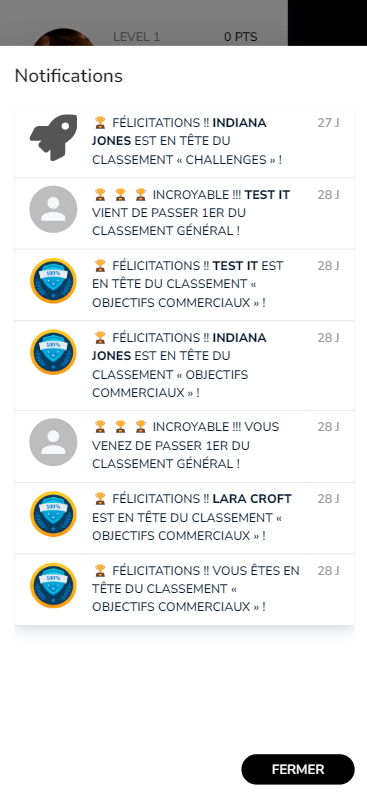 LEVEL 1
0 PTS
Notifications
🏆 FÉLICITATIONS !! INDIANA
27 J
JONES EST EN TÊTE DU
CLASSEMENT « CHALLENGES » !
🏆 🏆 🏆 INCROYABLE !!! TEST IT
28 J
VIENT DE PASSER 1ER DU
CLASSEMENT GÉNÉRAL !
100%
🏆 FÉLICITATIONS !! TEST IT EST
28 J
EN TÊTE DU CLASSEMENT «
OBJECTIFS COMMERCIAUX » !
100%
🏆 FÉLICITATIONS !! INDIANA
28 J
JONES EST EN TÊTE DU
CLASSEMENT « OBJECTIFS
COMMERCIAUX » !
🏆 🏆 🏆 INCROYABLE !!! VOUS
28 J
VENEZ DE PASSER 1ER DU
CLASSEMENT GÉNÉRAL !
100%
🏆 FÉLICITATIONS !! LARA CROFT
28 J
EST EN TÊTE DU CLASSEMENT «
OBJECTIFS COMMERCIAUX » !
100%
🏆 FÉLICITATIONS !! VOUS ÊTES EN
28 J
TÊTE DU CLASSEMENT «
OBJECTIFS COMMERCIAUX » !
FERMER